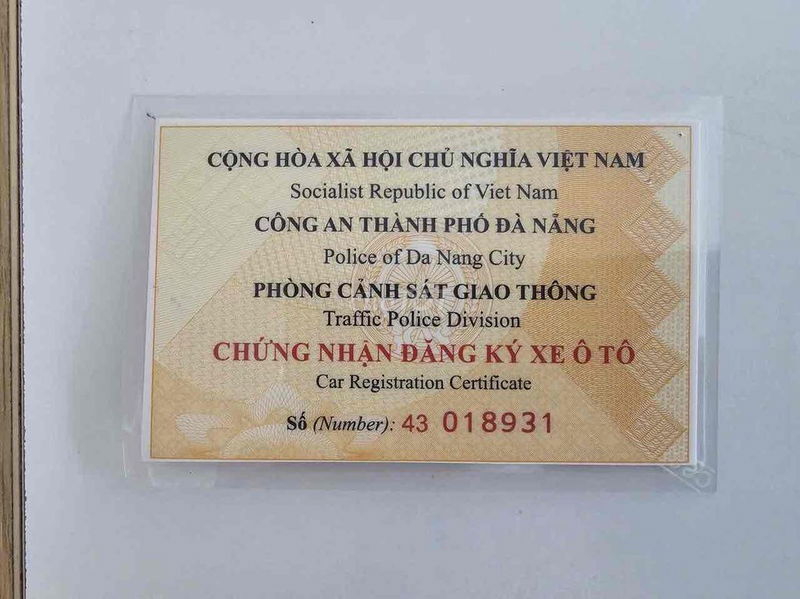 CỘNG HÒA XÃ HỘI CHỦ NGHĨA VIỆT NAM
Socialist Republic of Viet Nam
CÔNG AN THÀNH PHỐ ĐÀ NẴNG
Police of Da Nang City
PHÒNG CẢNH SÁT GIAO THÔNG
Traffic Police Division
CHỨNG NHẬN ĐĂNG KÝ XE Ô TÔ
Car Registration Certificate
Số (Number): 43 018931